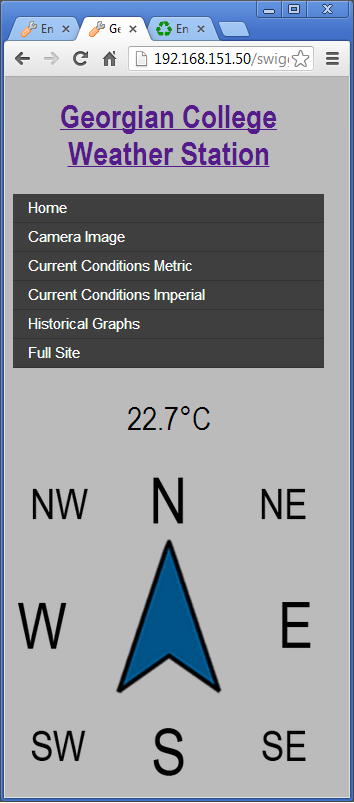 En
Ge
En
192.168.151.50/swig
Georgian College
Weather Station
Home
Camera Image
Current Conditions Metric
Current Conditions Imperial
Historical Graphs
Full Site
22.7°C
NW N NE
W E
SW S SE